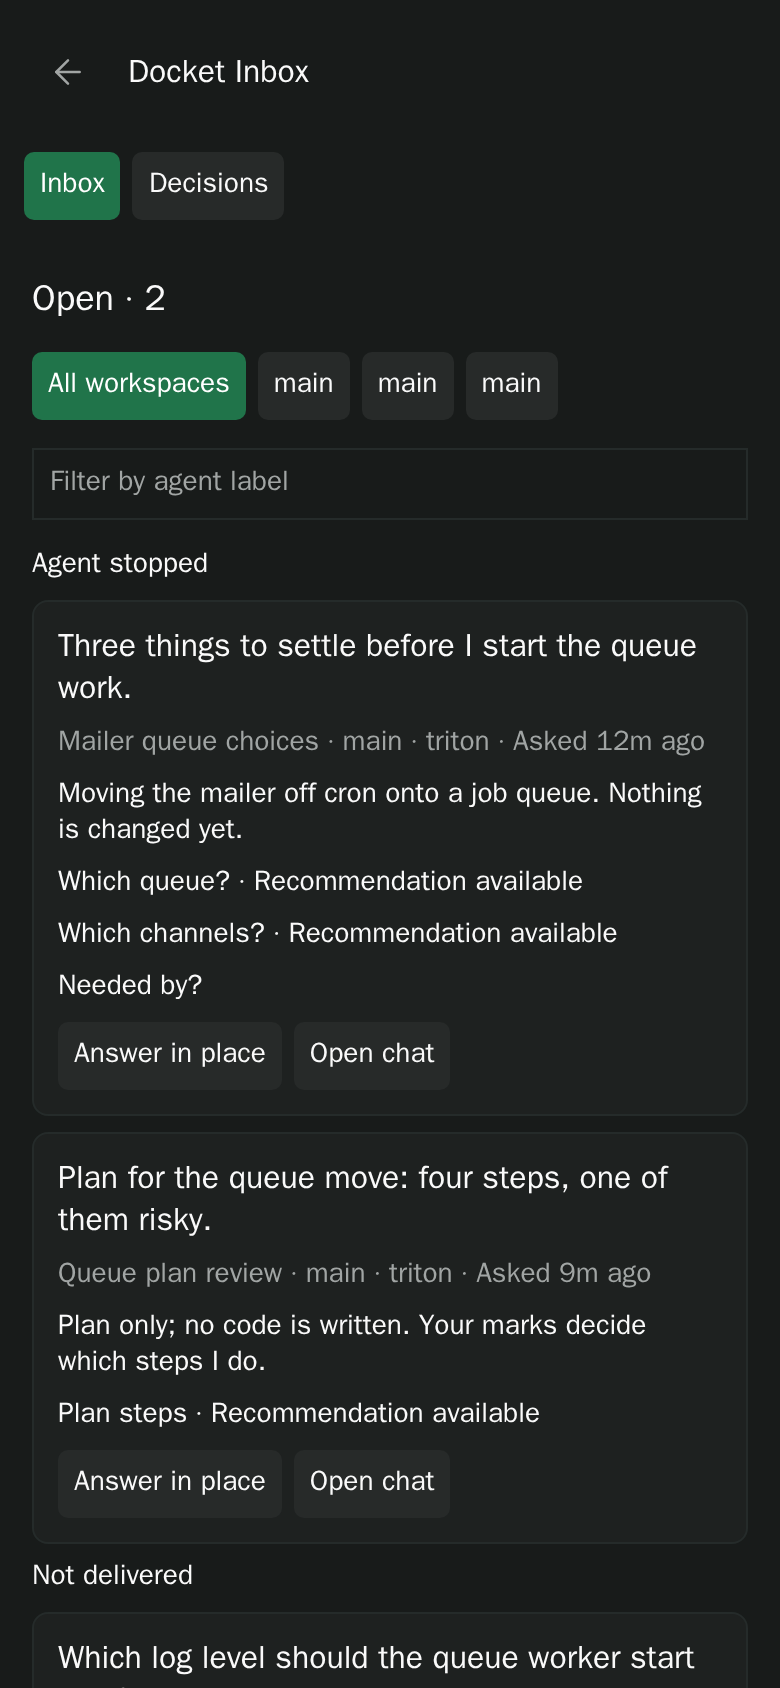 Docket Inbox
Inbox
Decisions
Open · 2
All workspaces
main
main
main
Filter by agent label
Agent stopped
Three things to settle before I start the queue
work.
Mailer queue choices · main · triton · Asked 12m ago
Moving the mailer off cron onto a job queue. Nothing
is changed yet.
Which queue? · Recommendation available
Which channels? · Recommendation available
Needed by?
Answer in place
Open chat
Plan for the queue move: four steps, one of
them risky.
Queue plan review · main · triton · Asked 9m ago
Plan only; no code is written. Your marks decide
which steps I do.
Plan steps · Recommendation available
Answer in place
Open chat
Not delivered
Which log level should the queue worker start